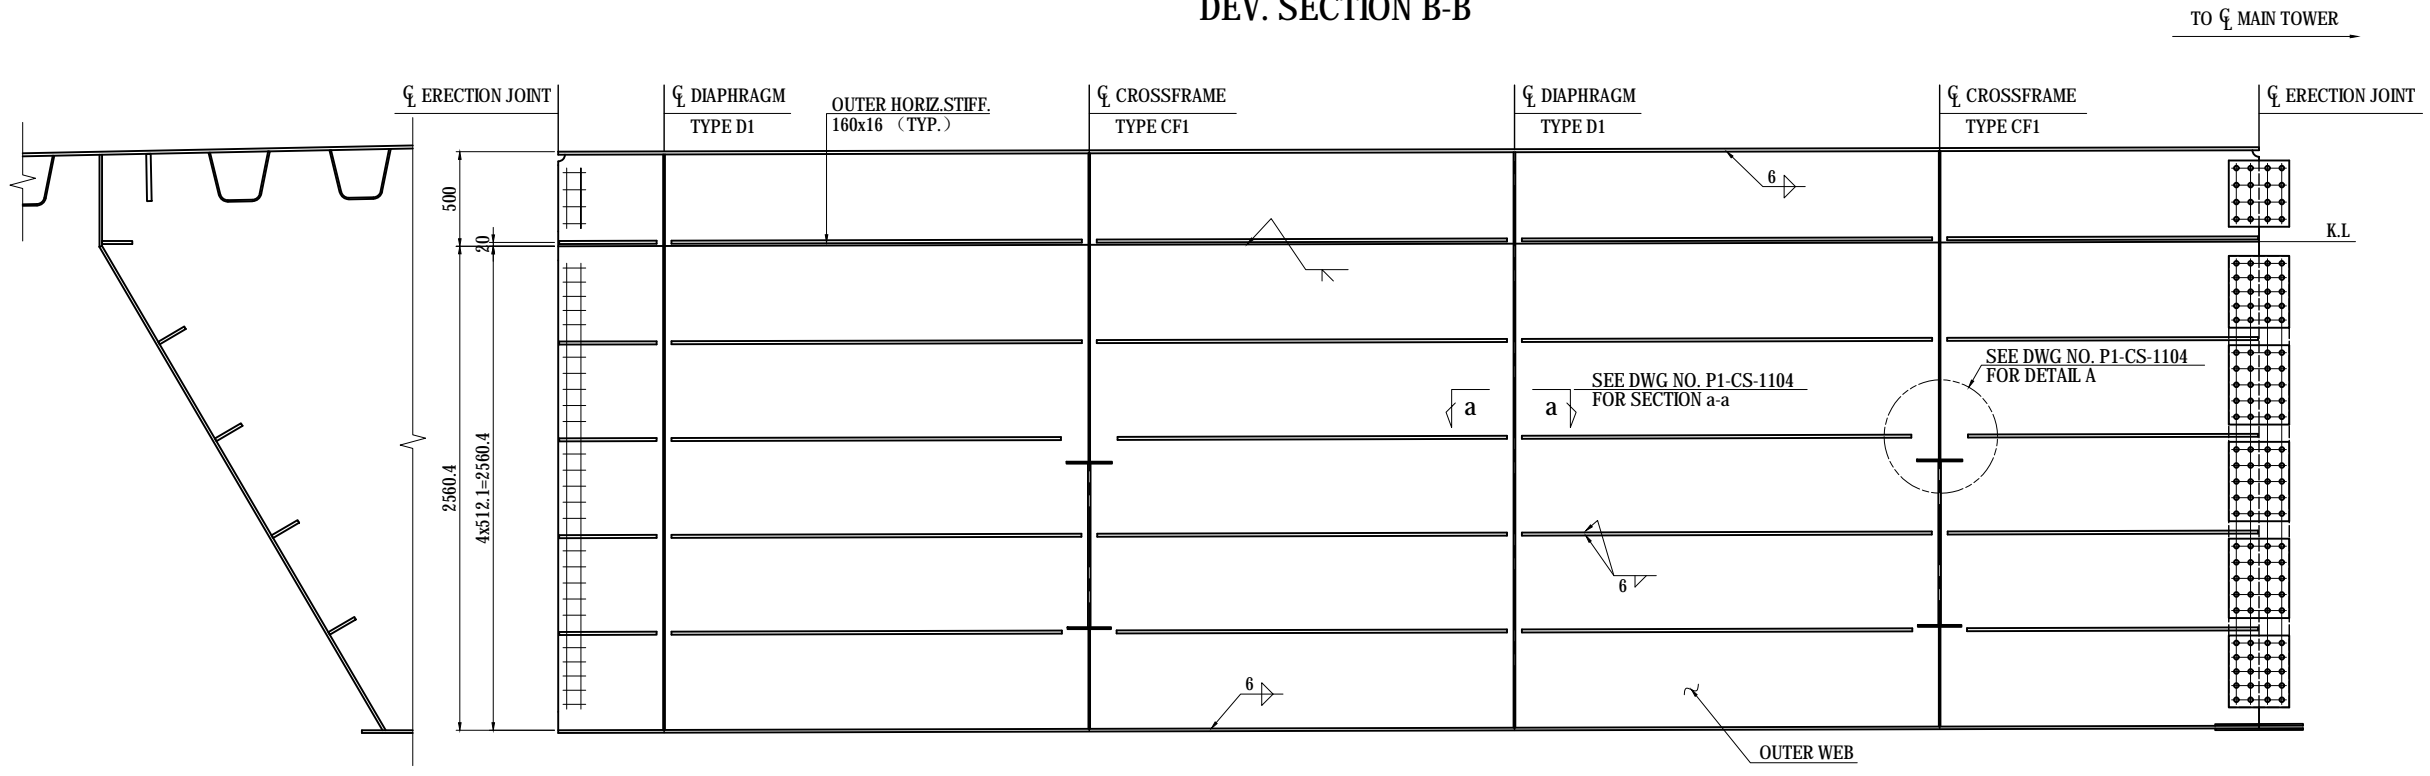 DEV. SECTION B-B
TO ℄ MAIN TOWER
℄ ERECTION JOINT
℄ DIAPHRAGM
TYPE D1
OUTER HORIZ.STIFF.
160x16 （TYP.）
℄ CROSSFRAME
TYPE CF1
℄ DIAPHRAGM
TYPE D1
℄ CROSSFRAME
TYPE CF1
℄ ERECTION JOINT
500
6
20
K.L
SEE DWG NO. P1-CS-1104
FOR DETAIL A
a
a
SEE DWG NO. P1-CS-1104
FOR SECTION a-a
2560.4
4x512.1=2560.4
6
6
OUTER WEB